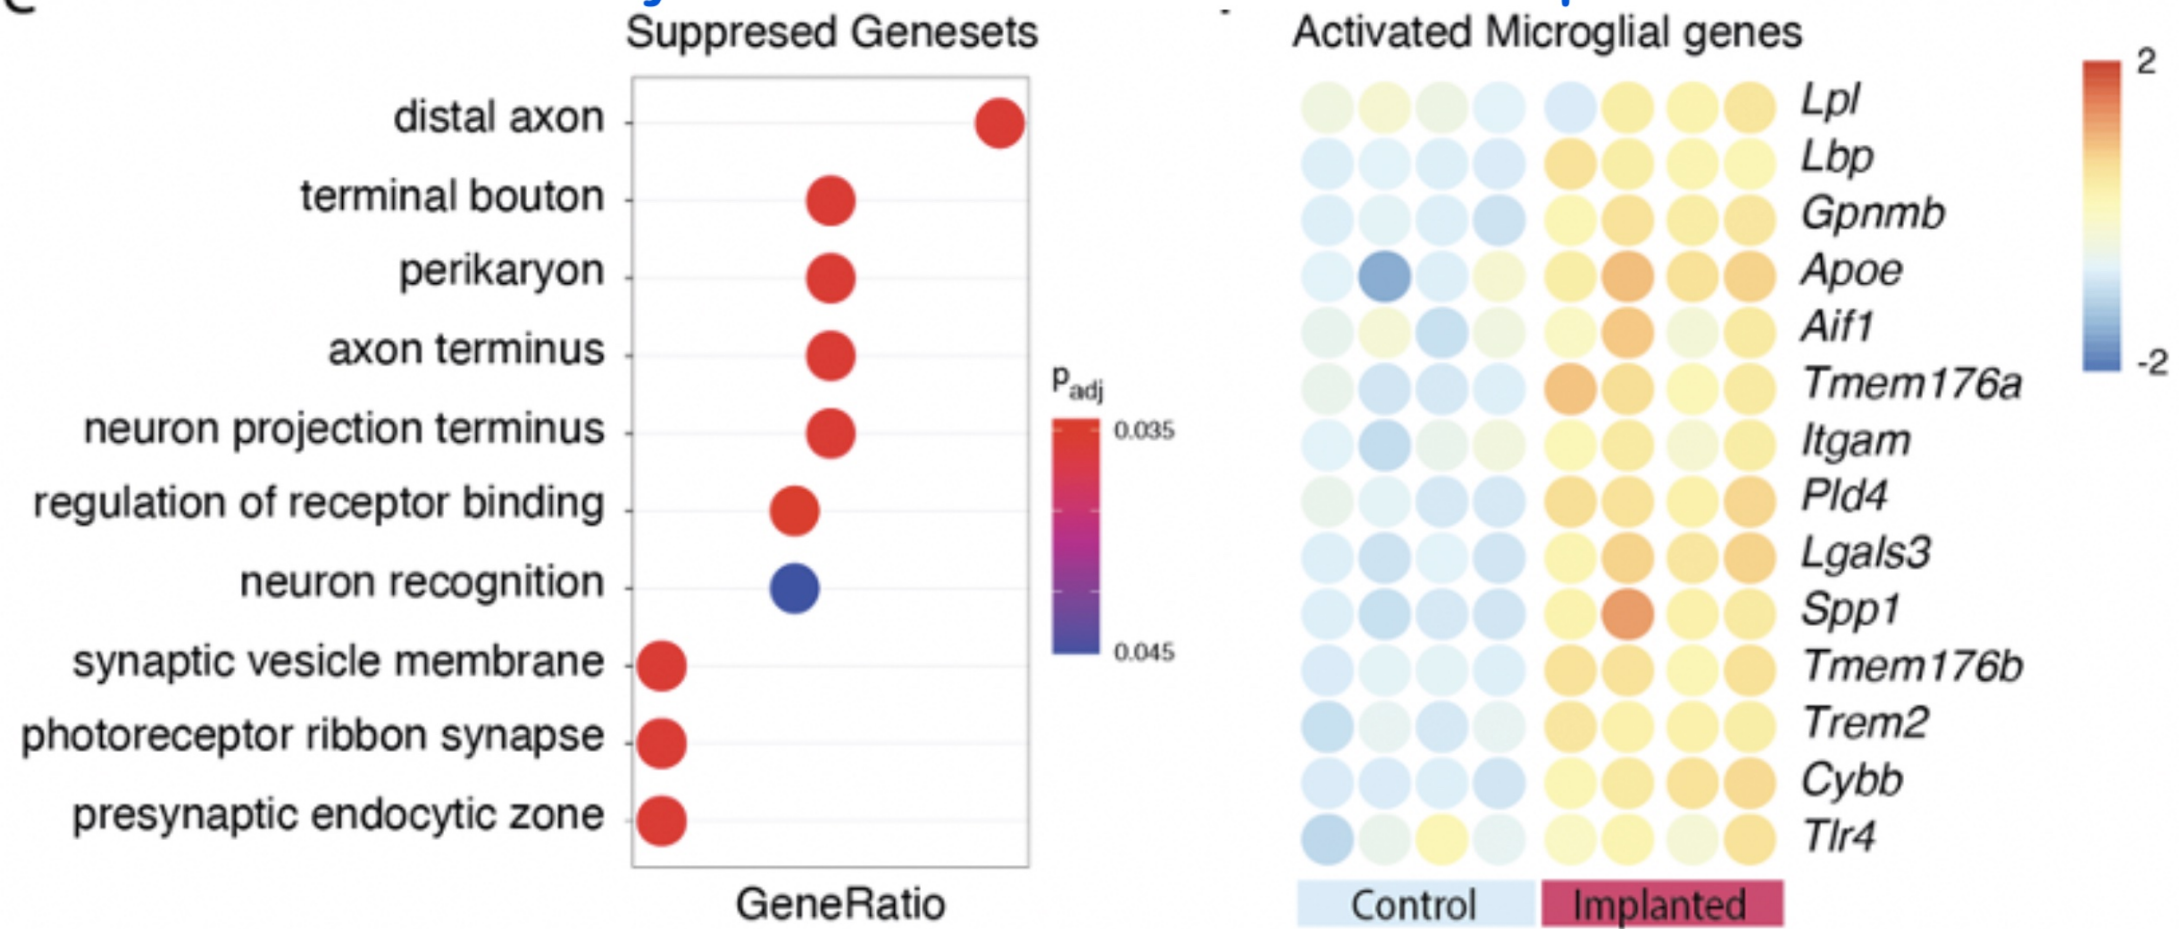 Suppresed Genesets
distal axon
terminal bouton
perikaryon
axon terminus
neuron projection terminus
regulation of receptor binding
neuron recognition
synaptic vesicle membrane
photoreceptor ribbon synapse
presynaptic endocytic zone
GeneRatio
padj
0.035
0.045
Activated Microglial genes
Lpl
Lbp
Gpnmb
Apoe
Aif1
Tmem176a
Itgam
Pld4
Lgals3
Spp1
Tmem176b
Trem2
Cybb
Tlr4
Control
Implanted
2
-2